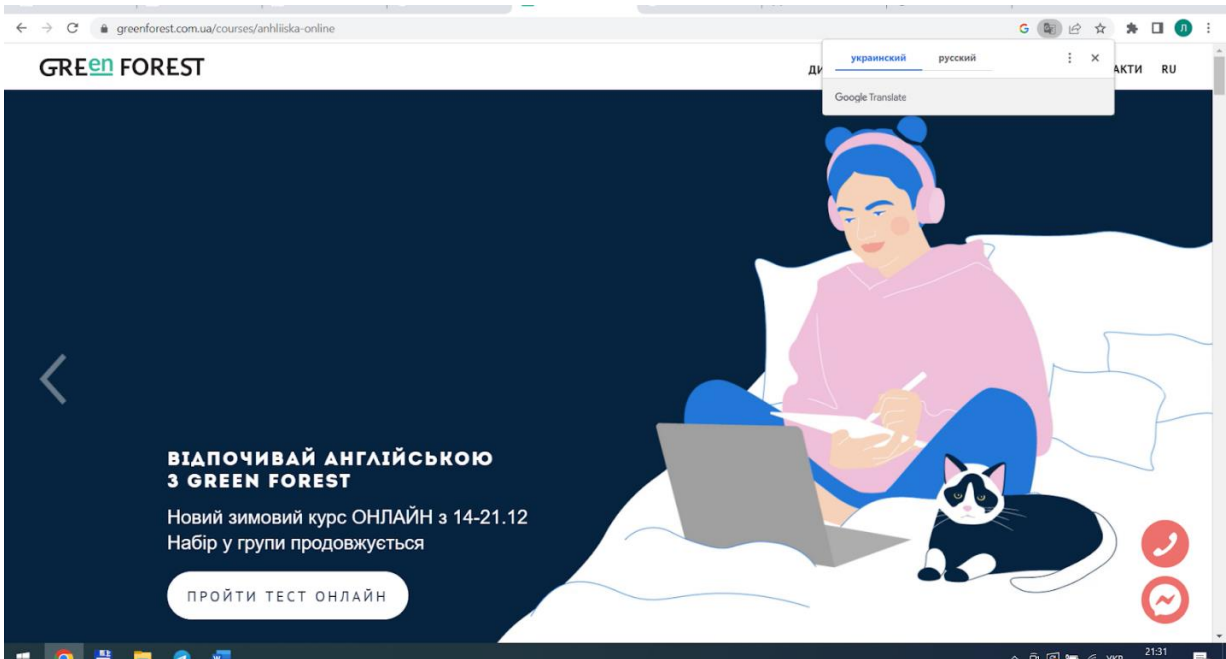 greenforest.com.ua/courses/anhliiska-online
GREen FOREST
украинский русский
АКТИ RU
Google Translate
ВІДПОЧИВАЙ АНГЛІЙСЬКОЮ
З GREEN FOREST
Новий зимовий курс ОНЛАЙН з 14-21.12
Набір у групи продовжується
ПРОЙТИ ТЕСТ ОНЛАЙН
УКР 21:31